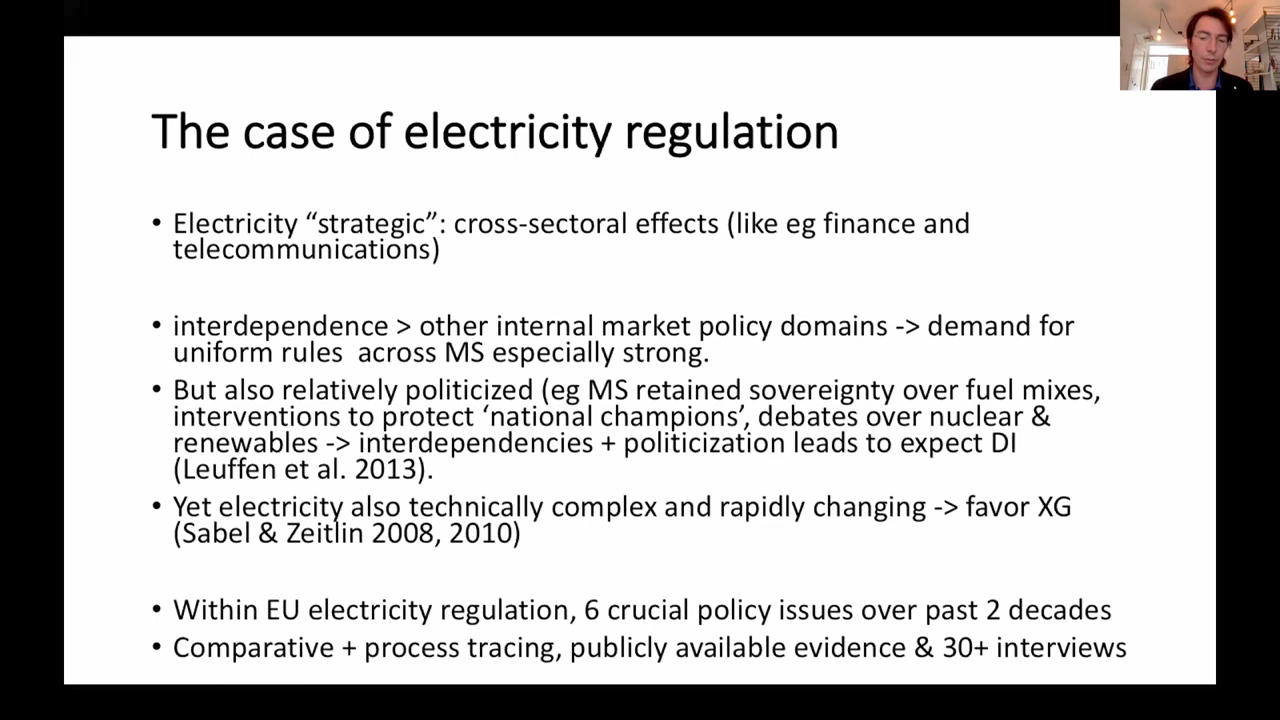 The case of electricity regulation
• Electricity “strategic”: cross-sectoral effects (like eg finance and
telecommunications)
• interdependence > other internal market policy domains -> demand for
uniform rules  across MS especially strong.
• But also relatively politicized (eg MS retained sovereignty over fuel mixes,
interventions to protect ‘national champions’, debates over nuclear &
renewables -> interdependencies + politicization leads to expect DI
(Leuffen et al. 2013).
• Yet electricity also technically complex and rapidly changing -> favor XG
(Sabel & Zeitlin 2008, 2010)
• Within EU electricity regulation, 6 crucial policy issues over past 2 decades
• Comparative + process tracing, publicly available evidence & 30+ interviews